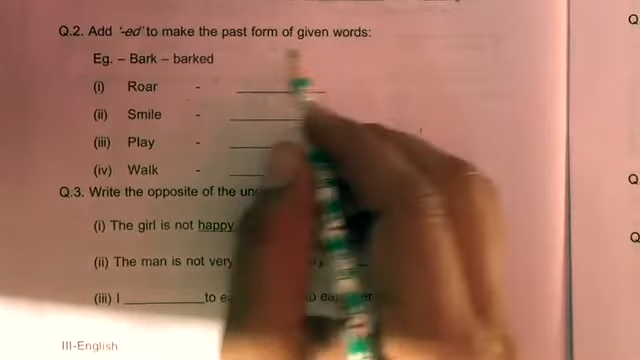 Q.2. Add '-ed' to make the past form of given words:
Eg. – Bark – barked
(i) Roar -
(ii) Smile -
(iii) Play -
(iv) Walk -
Q.3. Write the opposite of the
(i) The girl is not happy
(ii) The man is not very
(iii) I __________ to
III-English
Q
Q
Q